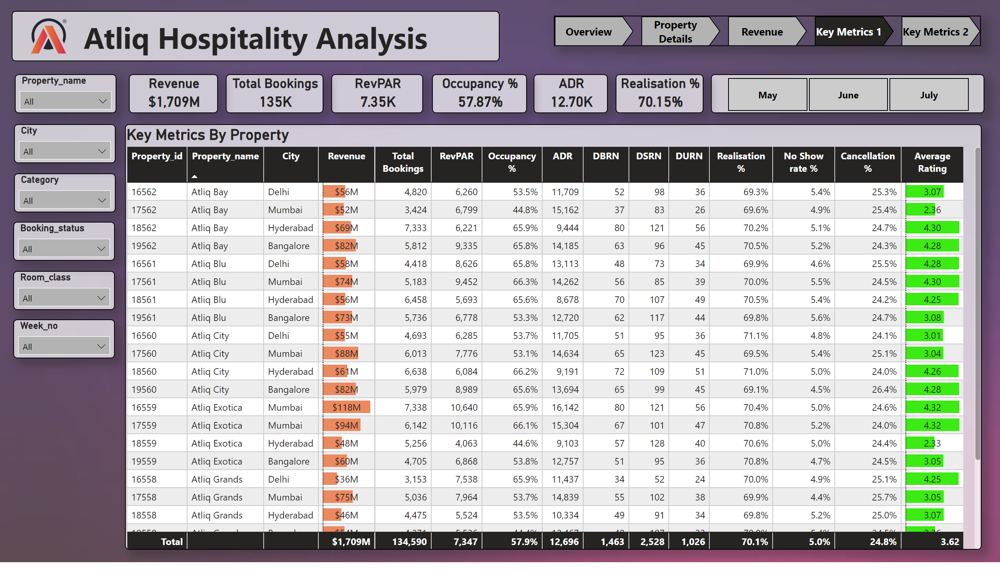 Atliq Hospitality Analysis
®
Overview
Property
Details
Revenue
Key Metrics 1
Key Metrics 2
Property_name
All
Revenue
$1,709M
Total Bookings
135K
RevPAR
7.35K
Occupancy %
57.87%
ADR
12.70K
Realisation %
70.15%
May
June
July
City
All
Category
All
Booking_status
All
Room_class
All
Week_no
All
Key Metrics By Property
Property_id Property_name City Revenue Total Bookings RevPAR Occupancy % ADR DBRN DSRN DURN Realisation % No Show rate % Cancellation % Average Rating
16562 Atliq Bay Delhi $56M 4,820 6,260 53.5% 11,709 52 98 36 69.3% 5.4% 25.3% 3.07
17562 Atliq Bay Mumbai $52M 3,424 6,799 44.8% 15,162 37 83 26 69.6% 4.9% 25.4% 2.36
18562 Atliq Bay Hyderabad $69M 7,333 6,221 65.9% 9,444 80 121 56 70.2% 5.1% 24.7% 4.30
19562 Atliq Bay Bangalore $82M 5,812 9,335 65.8% 14,185 63 96 45 70.5% 5.2% 24.3% 4.28
16561 Atliq Blu Delhi $58M 4,418 8,626 65.8% 13,113 48 73 34 69.9% 4.6% 25.5% 4.28
17561 Atliq Blu Mumbai $74M 5,183 9,452 66.3% 14,262 56 85 39 70.0% 5.5% 24.5% 4.30
18561 Atliq Blu Hyderabad $56M 6,458 5,693 65.6% 8,678 70 107 49 70.5% 5.4% 24.2% 4.25
19561 Atliq Blu Bangalore $73M 5,736 6,778 53.3% 12,720 62 117 44 69.8% 5.6% 24.7% 3.08
16560 Atliq City Delhi $55M 4,693 6,285 53.7% 11,705 51 95 36 71.1% 4.8% 24.1% 3.01
17560 Atliq City Mumbai $88M 6,013 7,776 53.1% 14,634 65 123 45 69.5% 5.4% 25.1% 3.04
18560 Atliq City Hyderabad $61M 6,638 6,084 66.2% 9,191 72 109 51 71.0% 5.0% 24.0% 4.26
19560 Atliq City Bangalore $82M 5,979 8,989 65.6% 13,694 65 99 45 69.1% 4.5% 26.4% 4.28
16559 Atliq Exotica Mumbai $118M 7,338 10,640 65.9% 16,142 80 121 56 70.4% 5.0% 24.6% 4.32
17559 Atliq Exotica Mumbai $94M 6,142 10,116 66.1% 15,304 67 101 47 70.8% 5.2% 24.0% 4.32
18559 Atliq Exotica Hyderabad $48M 5,256 4,063 44.6% 9,103 57 128 40 70.6% 5.0% 24.4% 2.33
19559 Atliq Exotica Bangalore $60M 4,705 6,868 53.8% 12,757 51 95 36 70.8% 4.7% 24.5% 3.05
16558 Atliq Grands Delhi $36M 3,153 7,538 65.9% 11,437 34 52 24 70.0% 4.9% 25.1% 4.25
17558 Atliq Grands Mumbai $75M 5,036 7,964 53.7% 14,839 55 102 38 69.9% 4.4% 25.7% 3.05
18558 Atliq Grands Hyderabad $46M 4,475 5,524 53.5% 10,334 49 91 34 69.8% 5.2% 25.0% 3.07
Total $1,709M 134,590 7,347 57.9% 12,696 1,463 2,528 1,026 70.1% 5.0% 24.8% 3.62